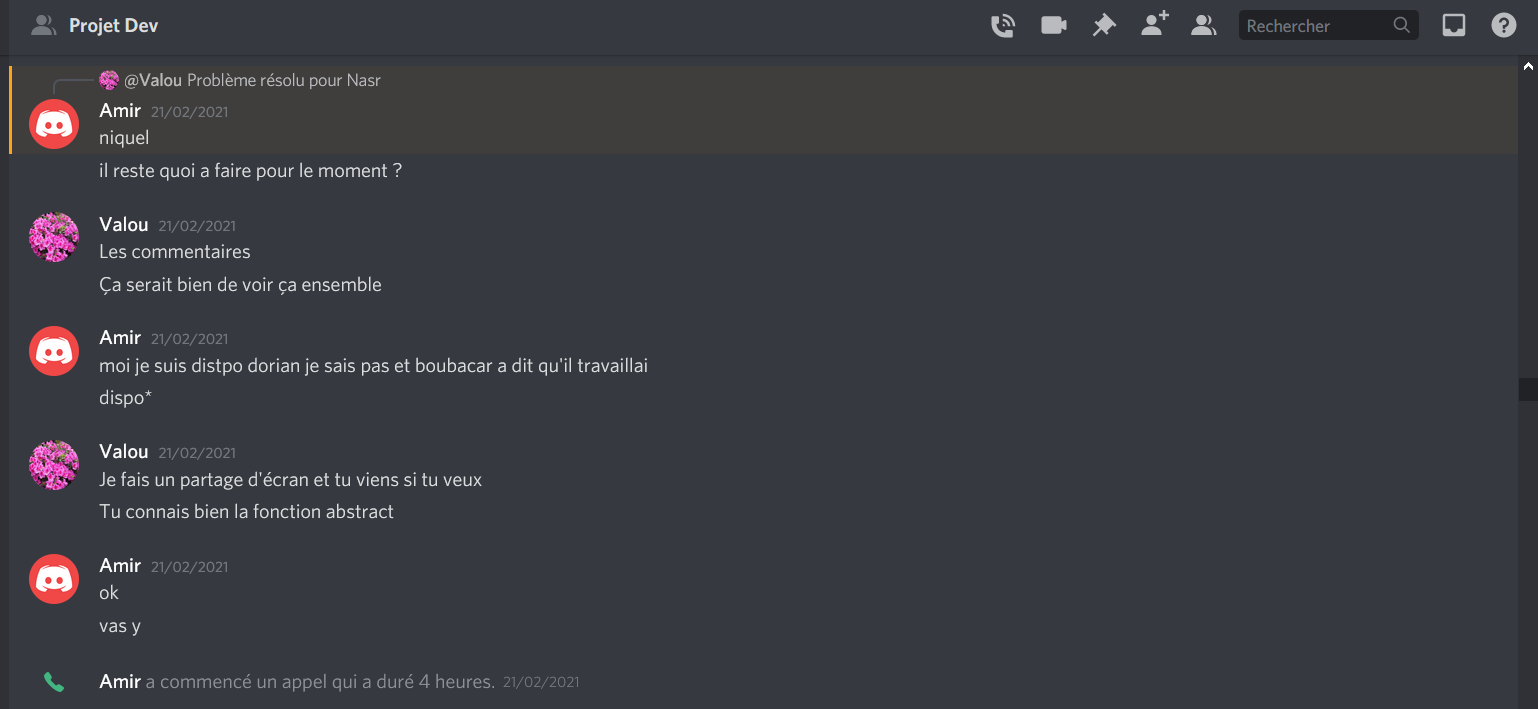 Projet Dev
Rechercher
@Valou Problème résolu pour Nasr
Amir 21/02/2021
niquel
il reste quoi a faire pour le moment ?
Valou 21/02/2021
Les commentaires
Ça serait bien de voir ça ensemble
Amir 21/02/2021
moi je suis distpo dorian je sais pas et boubacar a dit qu'il travaillai
dispo*
Valou 21/02/2021
Je fais un partage d'écran et tu viens si tu veux
Tu connais bien la fonction abstract
Amir 21/02/2021
ok
vas y
Amir a commencé un appel qui a duré 4 heures. 21/02/2021